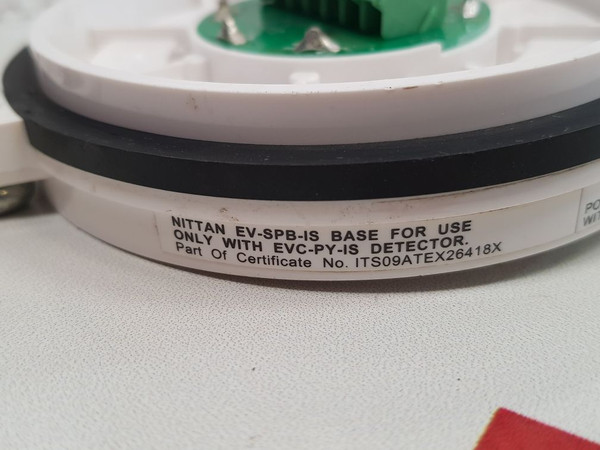 NITTAN EV-SPB-IS BASE FOR USE
ONLY WITH EVC-PY-IS DETECTOR.
Part Of Certificate No. ITS09ATEX26418X